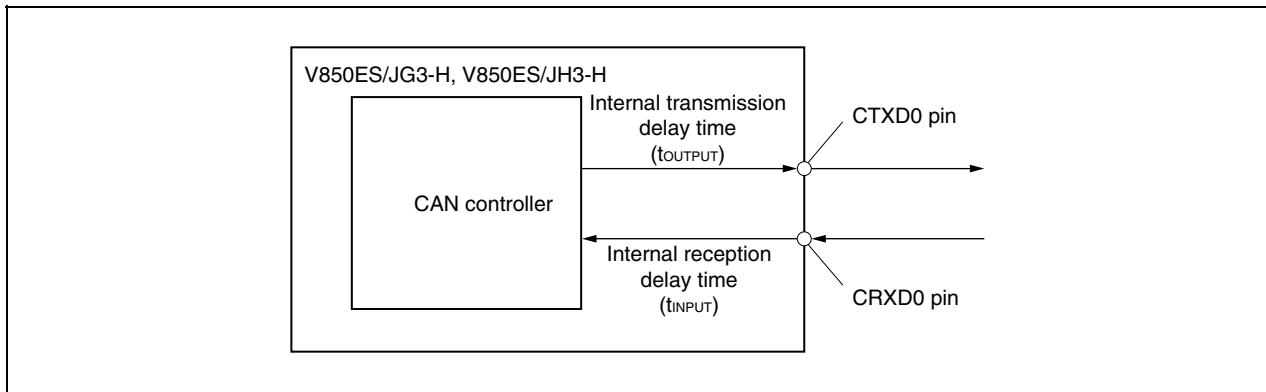 V850ES/JG3-H, V850ES/JH3-H
Internal transmission
delay time
(tOUTPUT)
CTXD0 pin
CAN controller
Internal reception
delay time
(tINPUT)
CRXD0 pin